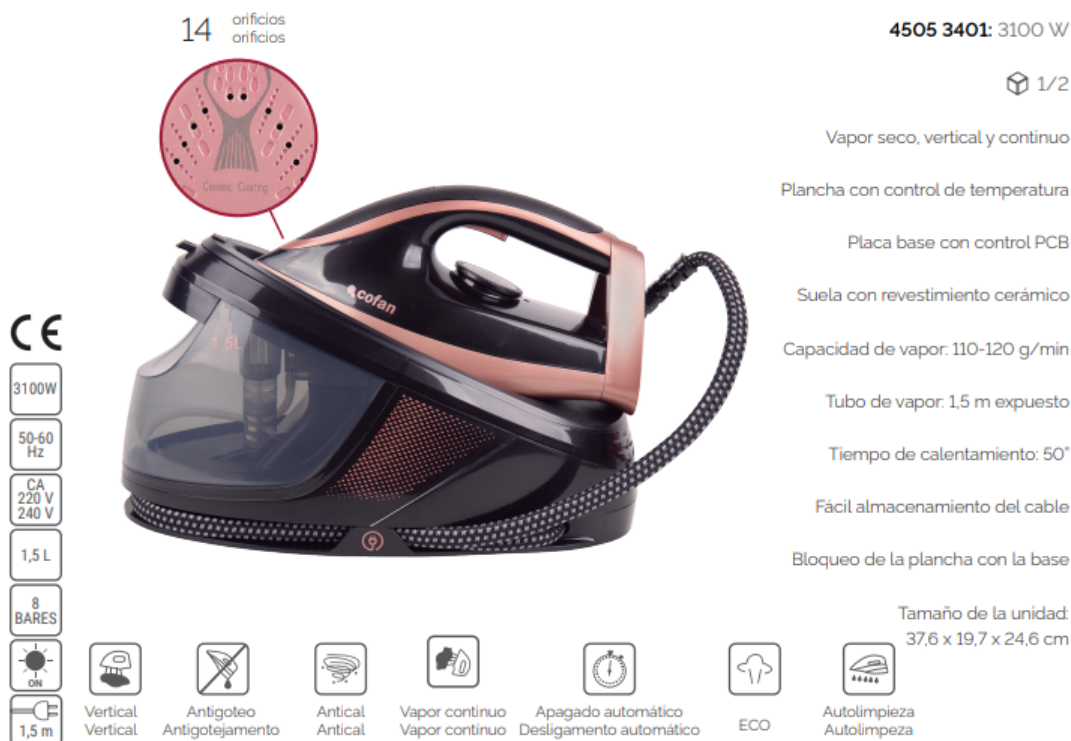 14
orificios
orificios
Ceramic Coating
cofan
1.5L
4505 3401: 3100 W
1/2
Vapor seco, vertical y continuo
Plancha con control de temperatura
Placa base con control PCB
Suela con revestimiento cerámico
Capacidad de vapor: 110-120 g/min
Tubo de vapor: 1,5 m expuesto
Tiempo de calentamiento: 50”
Fácil almacenamiento del cable
Bloqueo de la plancha con la base
Tamaño de la unidad:
37,6 x 19,7 x 24,6 cm
CE
3100W
50-60
Hz
CA
220 V
240 V
1,5 L
8
BARES
ON
1,5 m
Vertical
Vertical
Antigoteo
Antigotejamento
Antical
Antical
Vapor continuo
Vapor contínuo
Apagado automático
Desligamento automático
ECO
Autolimpieza
Autolimpeza